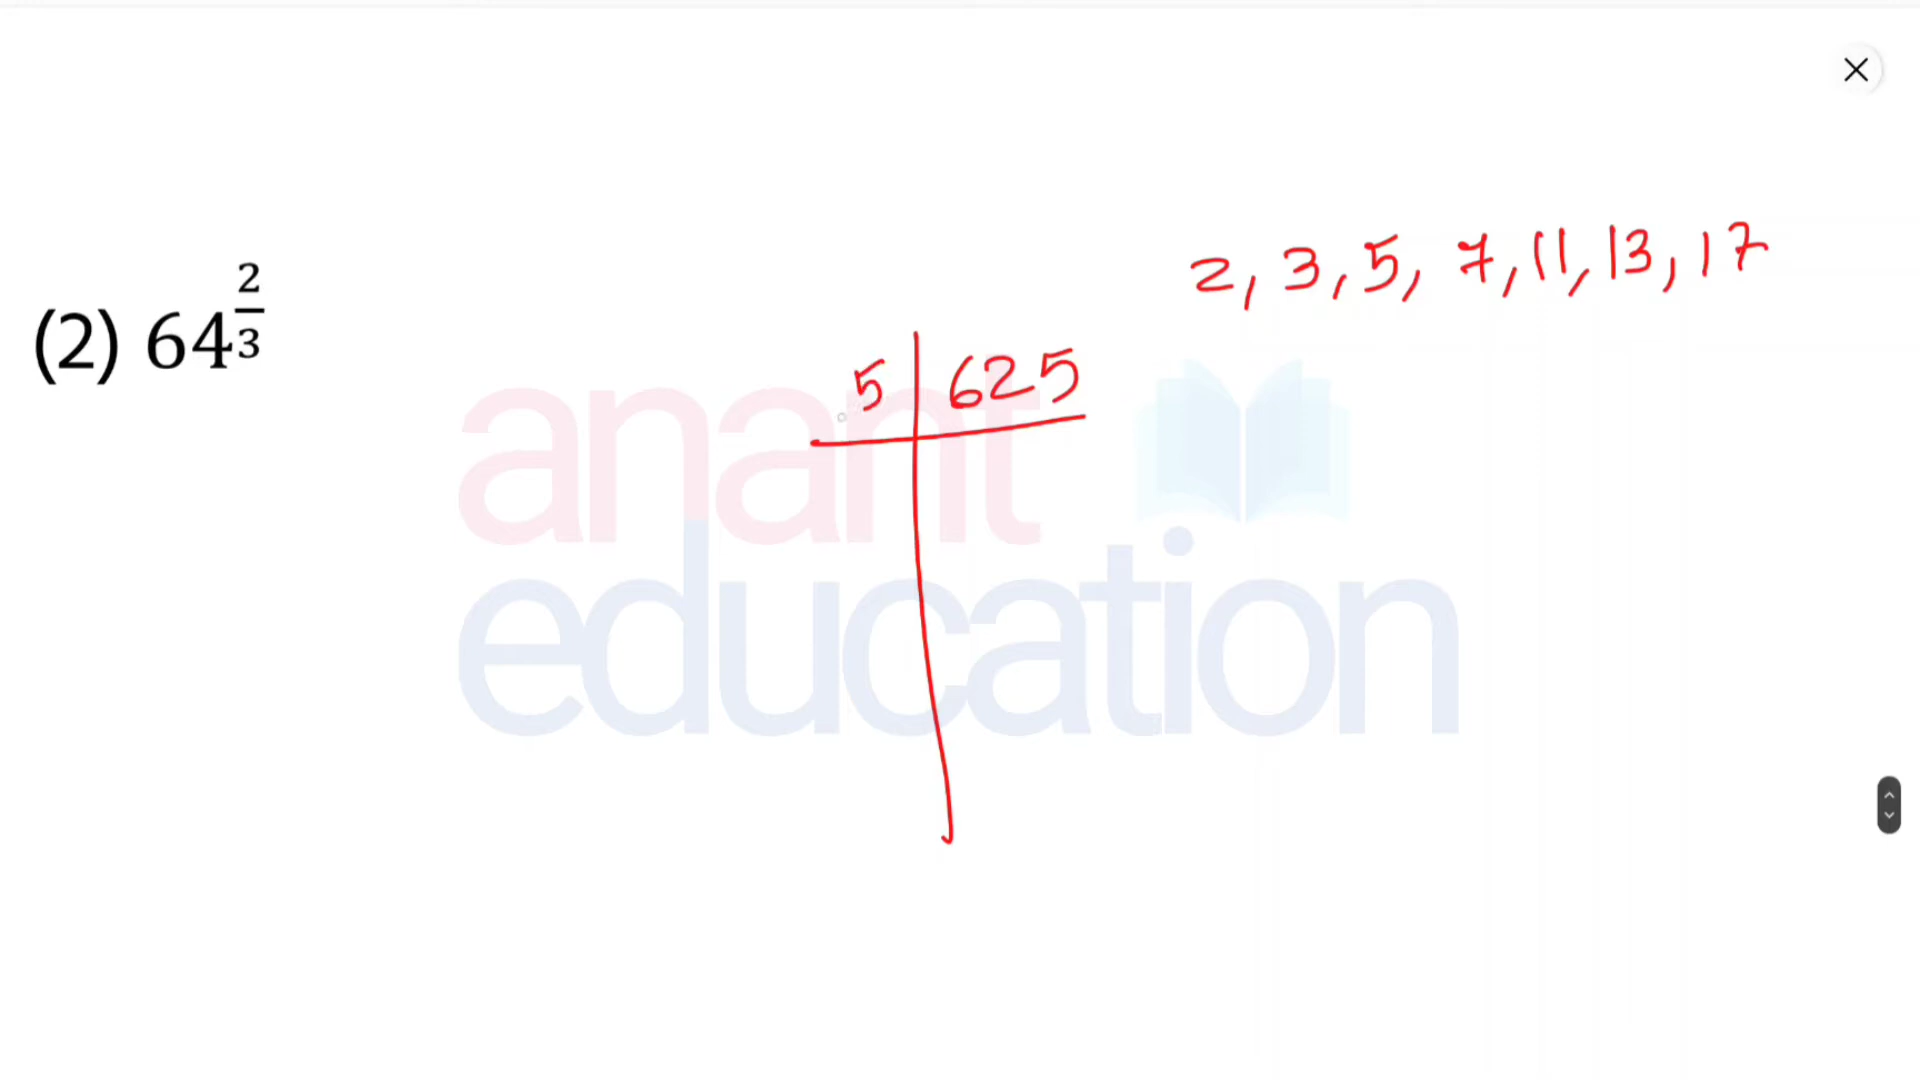 2, 3, 5, 7, 11, 13, 17
(2) 64^(2/3)
5 | 625
anant
education